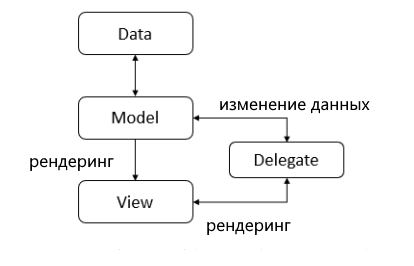 Data
изменение данных
Model
рендеринг
Delegate
View
рендеринг